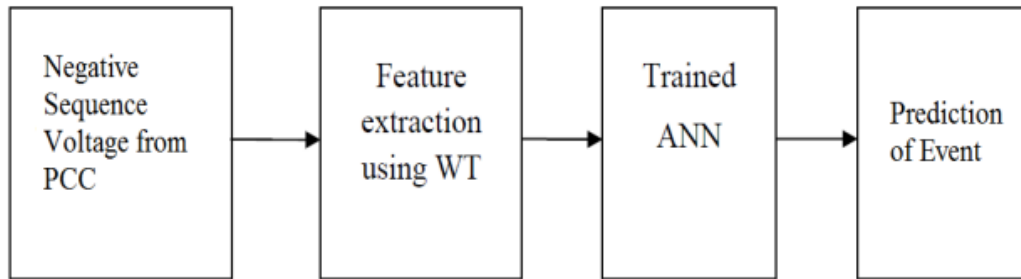 Negative
Sequence
Voltage from
PCC
Feature
extraction
using WT
Trained
ANN
Prediction
of Event